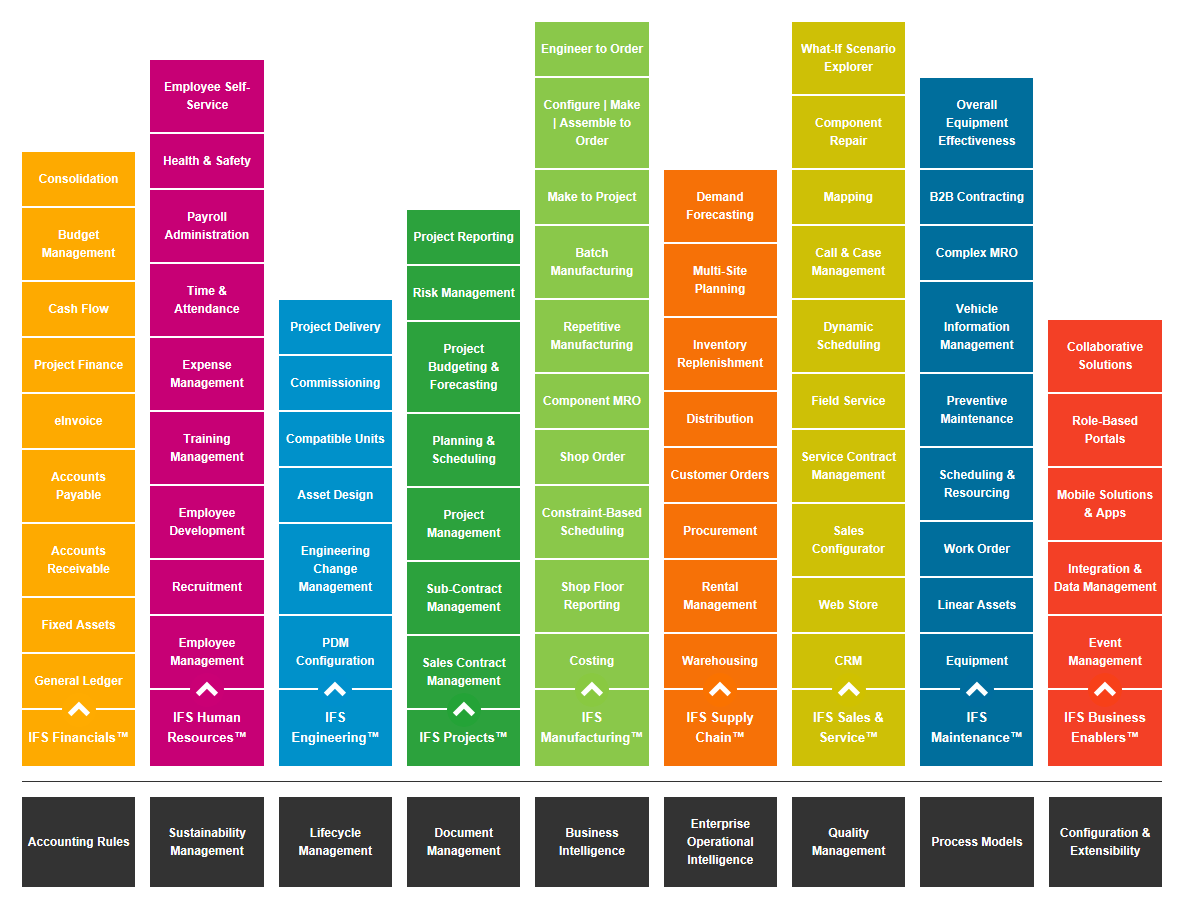 Consolidation
Budget
Management
Cash Flow
Project Finance
eInvoice
Accounts
Payable
Accounts
Receivable
Fixed Assets
General Ledger
IFS Financials™
Employee Self-
Service
Health & Safety
Payroll
Administration
Time &
Attendance
Expense
Management
Training
Management
Employee
Development
Recruitment
Employee
Management
IFS Human
Resources™
Project Delivery
Commissioning
Compatible Units
Asset Design
Engineering
Change
Management
PDM
Configuration
IFS
Engineering™
Project Reporting
Risk Management
Project
Budgeting &
Forecasting
Planning &
Scheduling
Project
Management
Sub-Contract
Management
Sales Contract
Management
IFS Projects™
Engineer to Order
Configure | Make
| Assemble to
Order
Make to Project
Batch
Manufacturing
Repetitive
Manufacturing
Component MRO
Shop Order
Constraint-Based
Scheduling
Shop Floor
Reporting
Costing
IFS
Manufacturing™
Demand
Forecasting
Multi-Site
Planning
Inventory
Replenishment
Distribution
Customer Orders
Procurement
Rental
Management
Warehousing
IFS Supply
Chain™
What-If Scenario
Explorer
Component
Repair
Mapping
Call & Case
Management
Dynamic
Scheduling
Field Service
Service Contract
Management
Sales
Configurator
Web Store
CRM
IFS Sales &
Service™
Overall
Equipment
Effectiveness
B2B Contracting
Complex MRO
Vehicle
Information
Management
Preventive
Maintenance
Scheduling &
Resourcing
Work Order
Linear Assets
Equipment
IFS
Maintenance™
Collaborative
Solutions
Role-Based
Portals
Mobile Solutions
& Apps
Integration &
Data Management
Event
Management
IFS Business
Enablers™
Accounting Rules
Sustainability
Management
Lifecycle
Management
Document
Management
Business
Intelligence
Enterprise
Operational
Intelligence
Quality
Management
Process Models
Configuration &
Extensibility